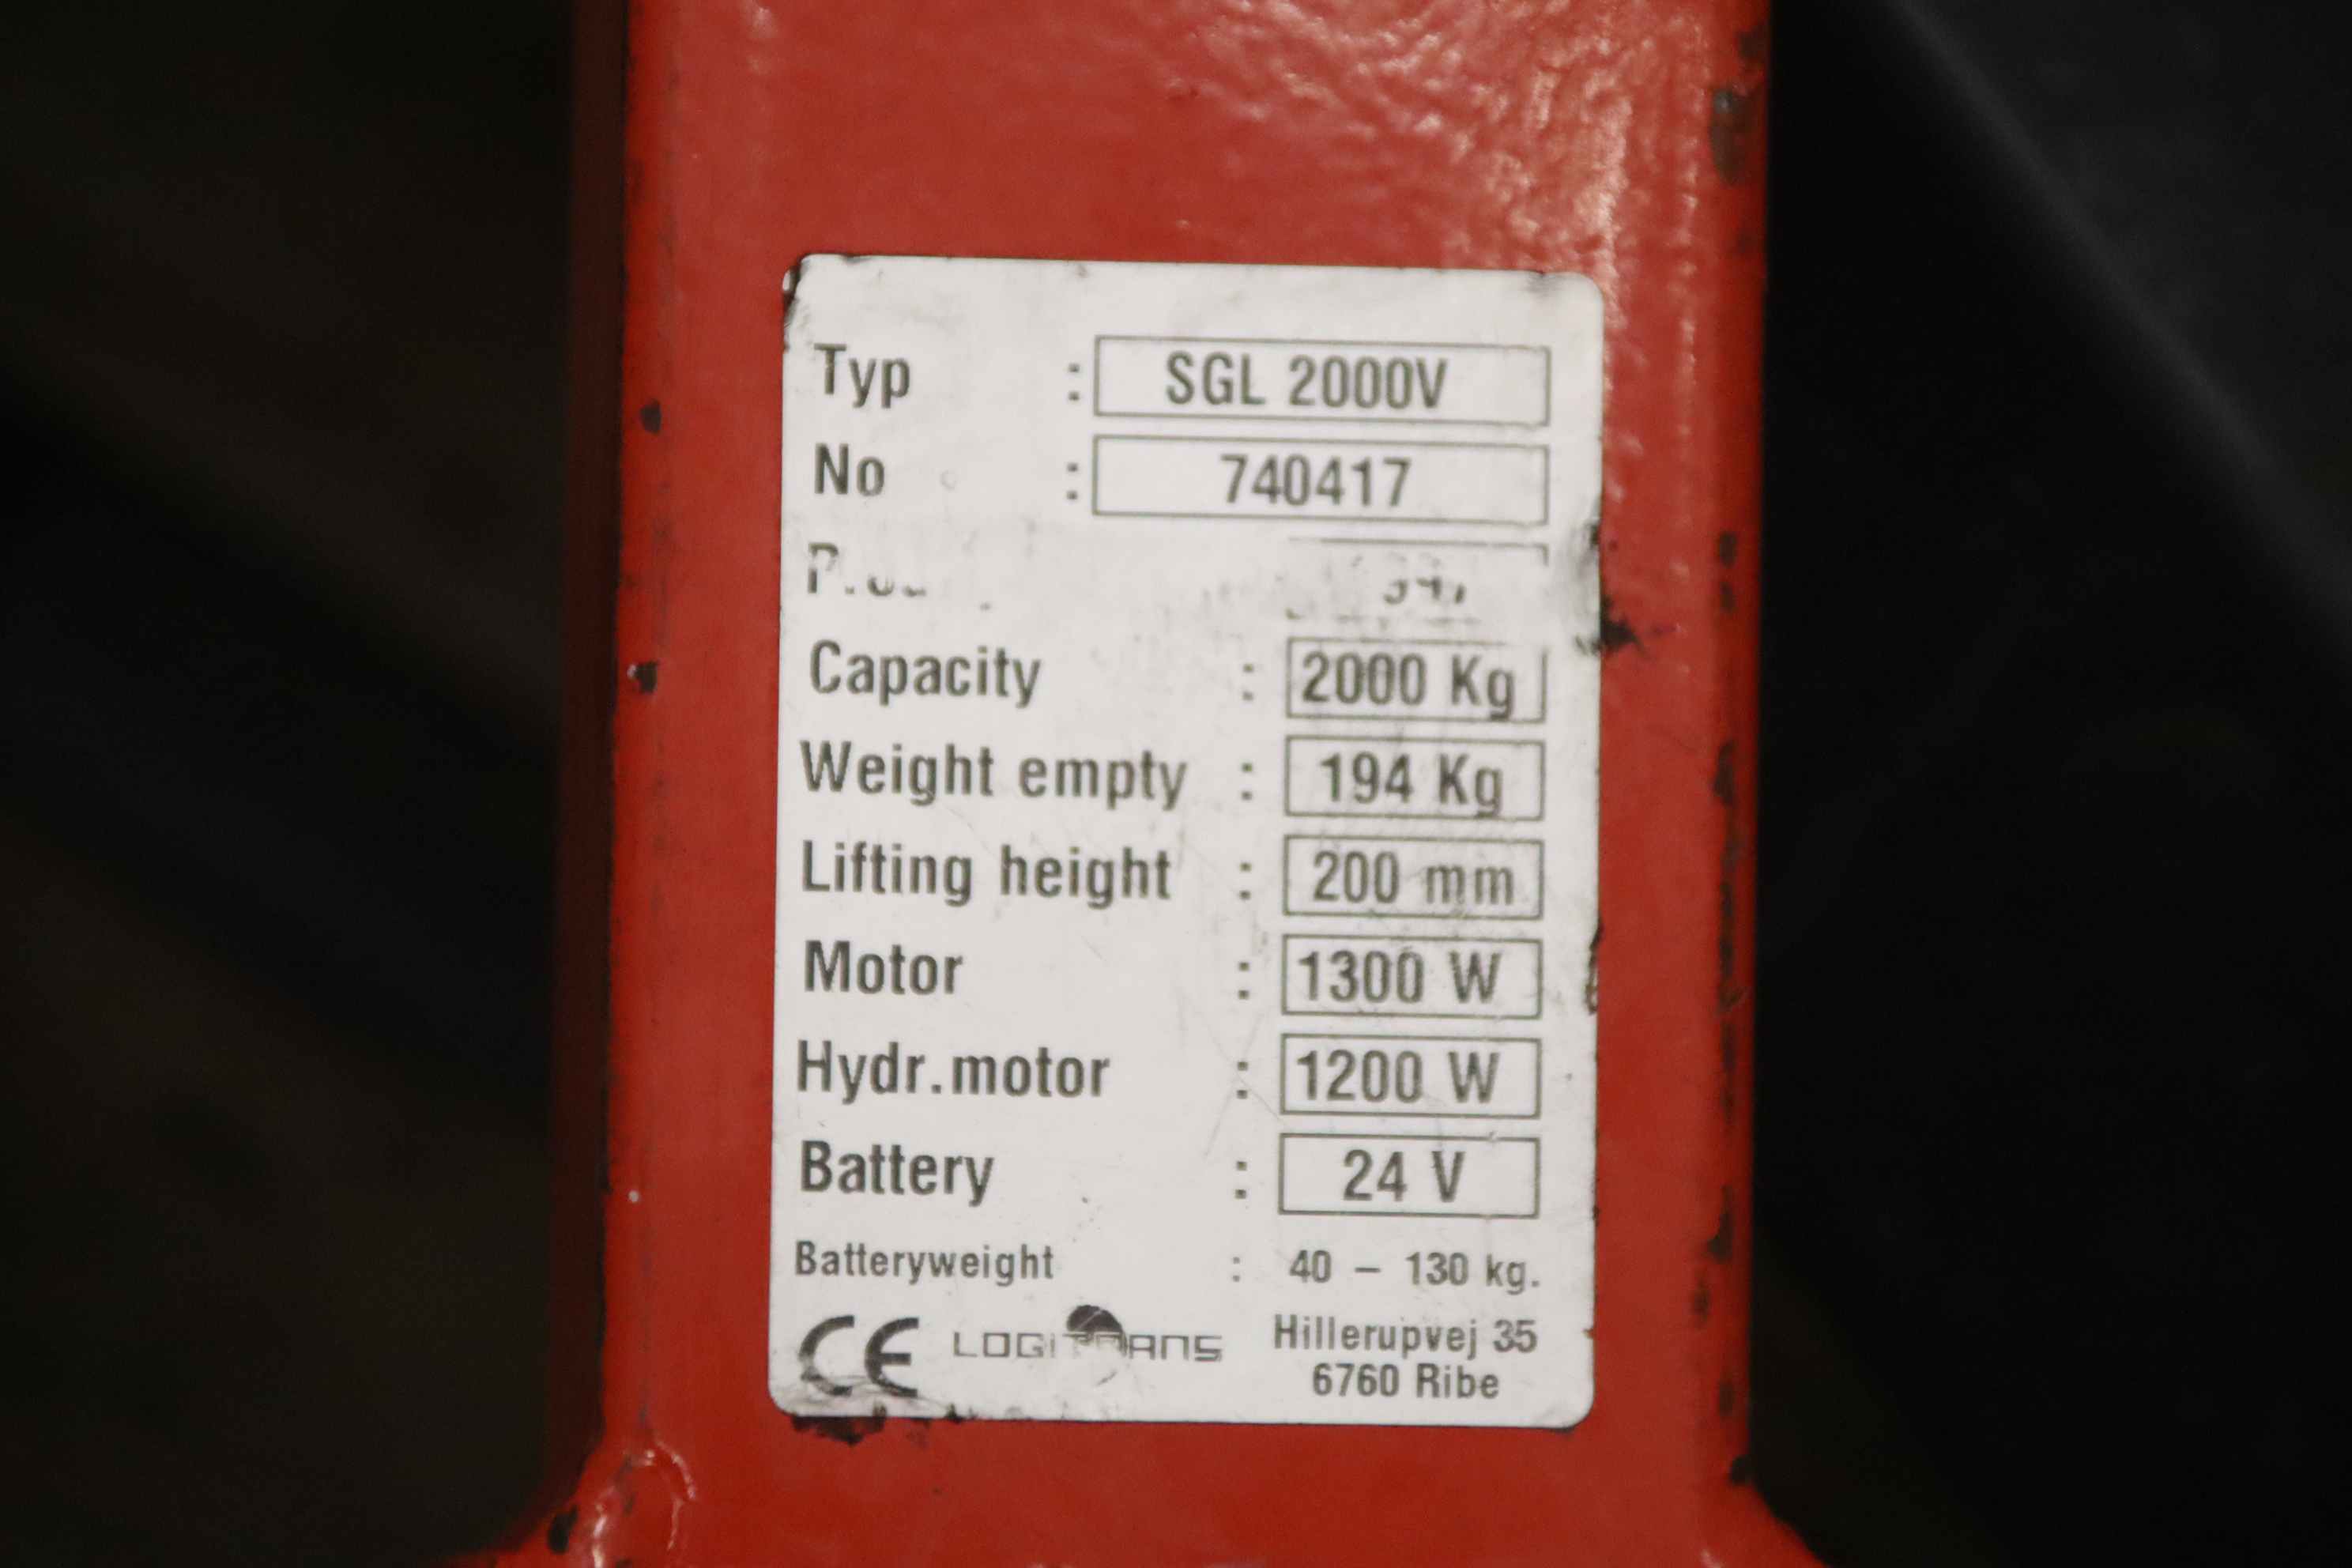 Typ : SGL 2000V
No : 740417
Capacity : 2000 Kg
Weight empty : 194 Kg
Lifting height : 200 mm
Motor : 1300 W
Hydr.motor : 1200 W
Battery : 24 V
Batteryweight : 40 – 130 kg.
CE LOGITRANS Hillerupvej 35
6760 Ribe